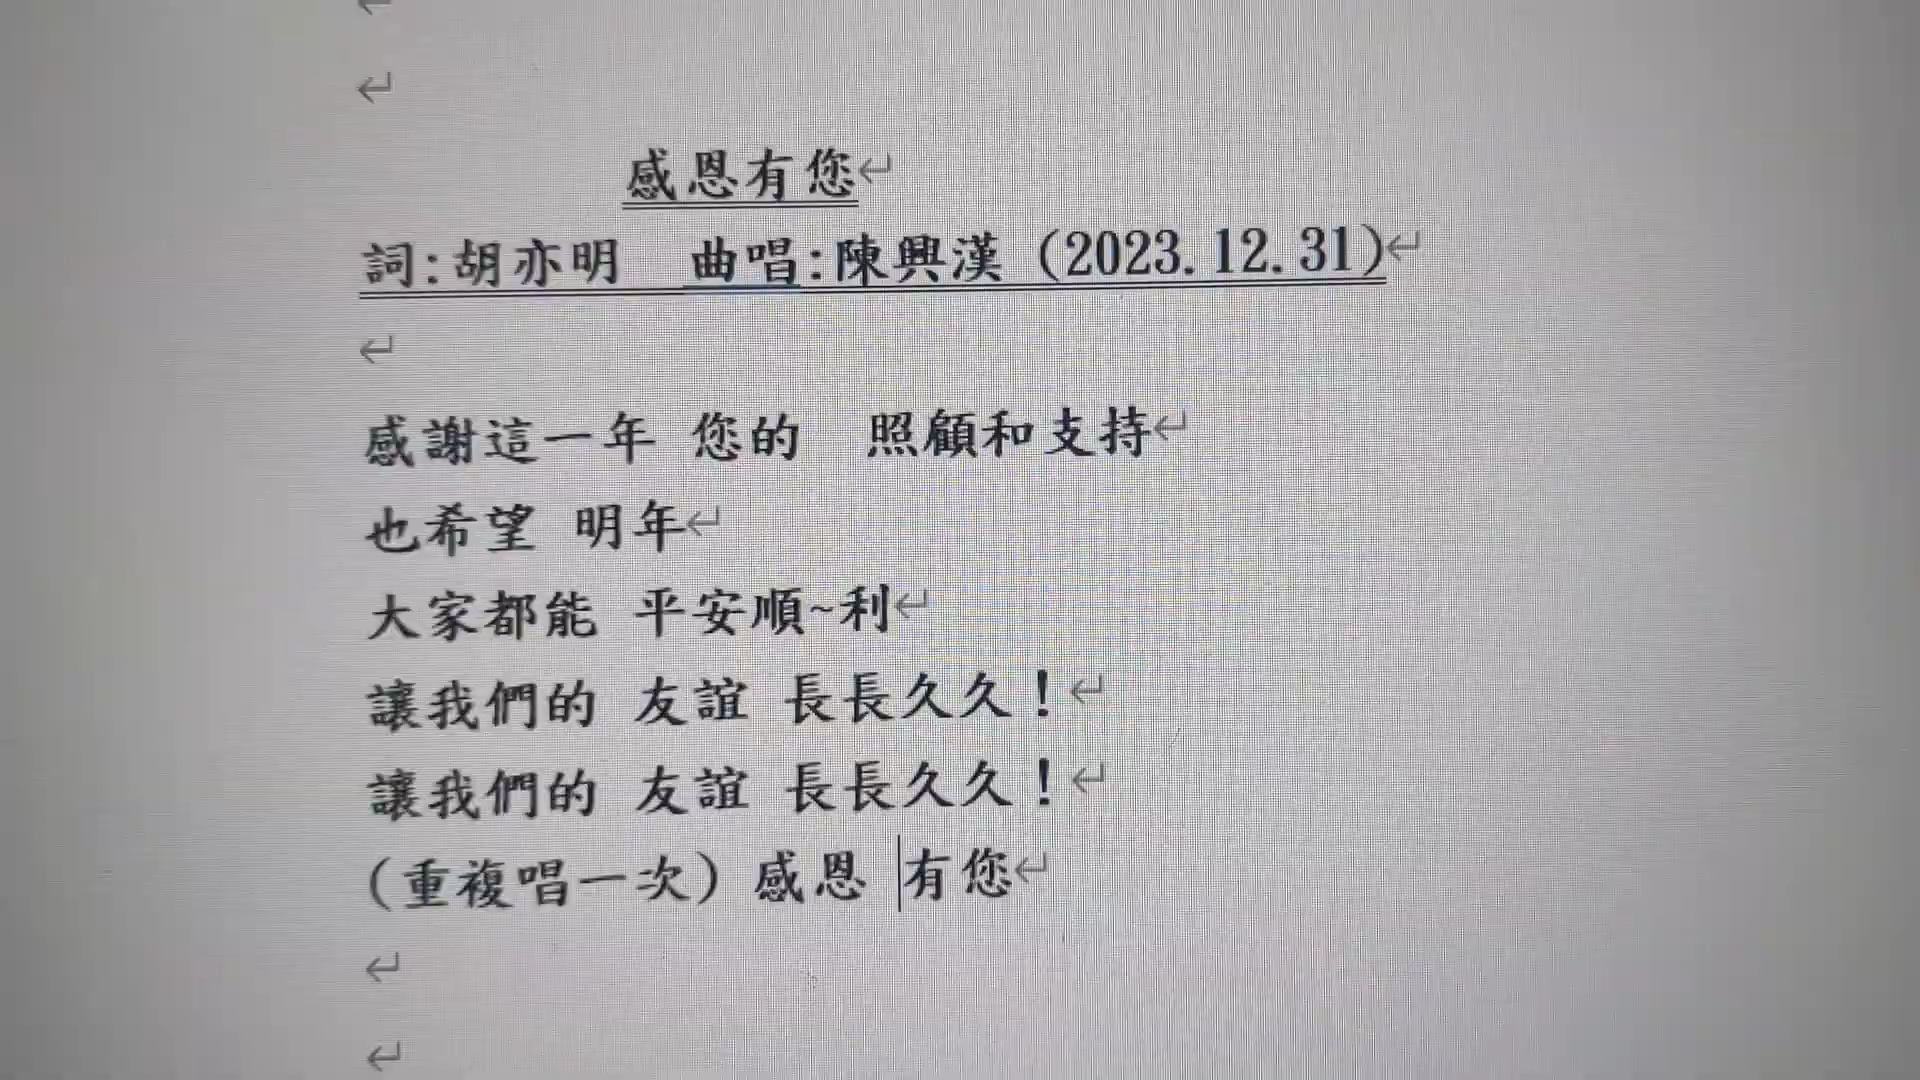 感恩有您
詞:胡亦明 曲唱:陳興漢 (2023.12.31)
感謝這一年 您的 照顧和支持
也希望 明年
大家都能 平安順~利
讓我們的 友誼 長長久久!
讓我們的 友誼 長長久久!
(重複唱一次) 感恩 有您